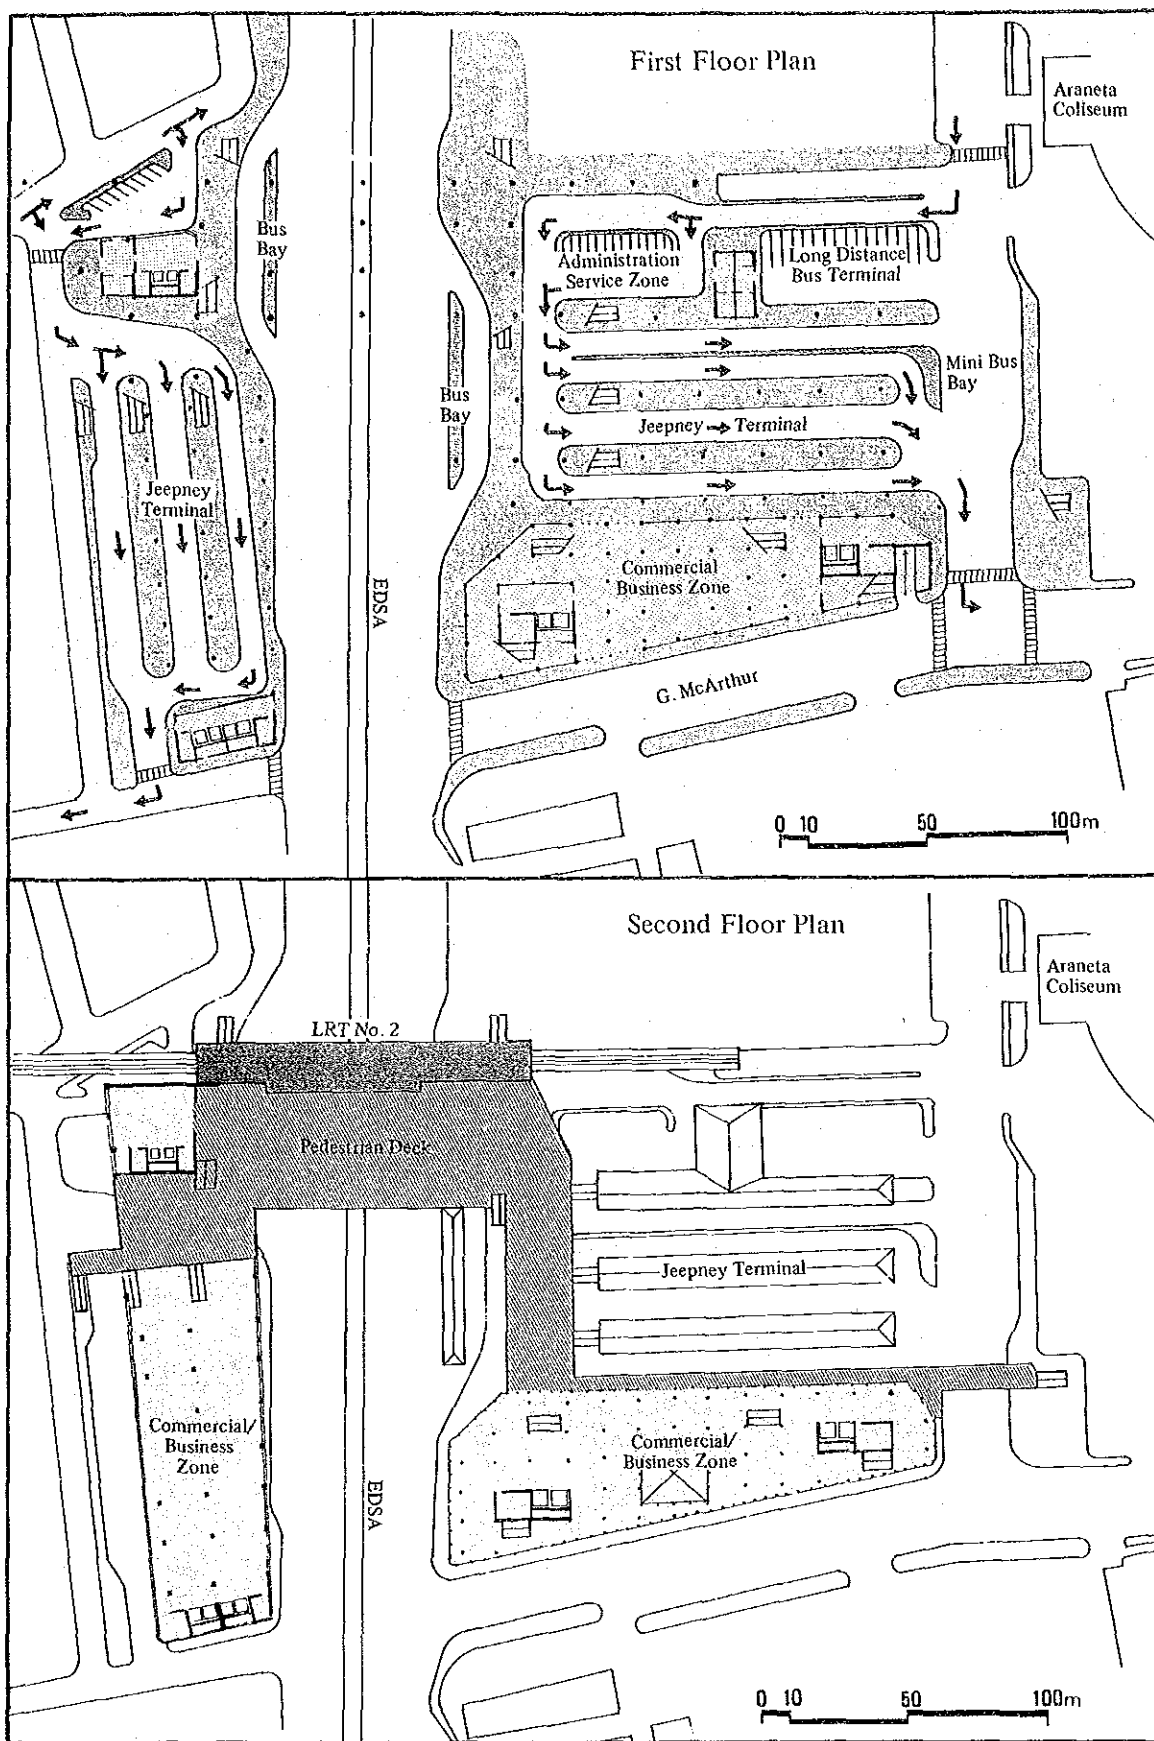 First Floor Plan
Araneta
Coliseum
Bus
Bay
Administration
Service Zone
Long Distance
Bus Terminal
Bus
Bay
Mini Bus
Bay
Jeepney
Terminal
Jeepney
Terminal
Commercial
Business Zone
EDSA
G. McArthur
0 10 50 100m
Second Floor Plan
Araneta
Coliseum
LRT No. 2
Pedestrian Deck
Jeepney Terminal
Commercial/
Business
Zone
Commercial/
Business Zone
EDSA
0 10 50 100m